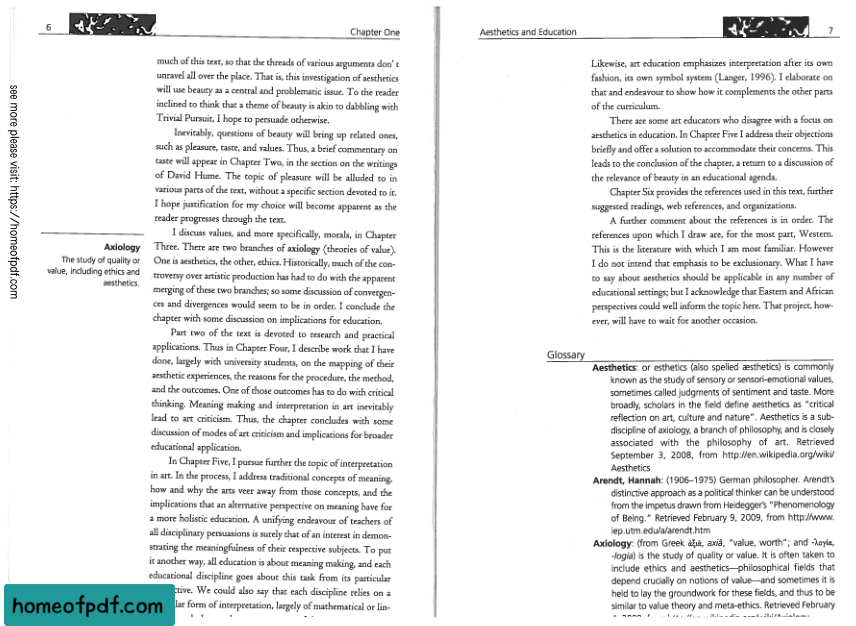 6
Chapter One
much of this text, so that the threads of various arguments don't
unravel all over the place. That is, this investigation of aesthetics
will use beauty as a central and problematic issue. To the reader
inclined to think that a theme of beauty is akin to dabbling with
Trivial Pursuit, I hope to persuade otherwise.
Inevitably, questions of beauty will bring up related ones,
such as pleasure, taste, and values. Thus, a brief commentary on
taste will appear in Chapter Two, in the section on the writings
of David Hume. The topic of pleasure will be alluded to in
various parts of the text, without a specific section devoted to it.
I hope justification for my choice will become apparent as the
reader progresses through the text.
I discuss values, and more specifically, morals, in Chapter
Three. There are two branches of axiology (theories of value).
One is aesthetics, the other, ethics. Historically, much of the con-
troversy over artistic production has had to do with the apparent
merging of these two branches; so some discussion of convergen-
ces and divergences would seem to be in order. I conclude the
chapter with some discussion on implications for education.
Part two of the text is devoted to research and practical
applications. Thus in Chapter Four, I describe work that I have
done, largely with university students, on the mapping of their
aesthetic experiences, the reasons for the procedure, the method,
and the outcomes. One of those outcomes has to do with critical
thinking. Meaning making and interpretation in art inevitably
lead to art criticism. Thus, the chapter concludes with some
discussion of modes of art criticism and implications for broader
educational application.
In Chapter Five, I pursue further the topic of interpretation
in art. In the process, I address traditional concepts of meaning,
how and why the arts veer away from those concepts, and the
implications that an alternative perspective on meaning have for
a more holistic education. A unifying endeavour of teachers of
all disciplinary persuasions is surely that of an interest in demon-
strating the meaningfulness of their respective subjects. To put
it another way, all education is about meaning making, and each
educational discipline goes about this task from its particular
ctive. We could also say that each discipline relies on a
lar form of interpretation, largely of mathematical or lin-
Axiology
The study of quality or
value, including ethics and
aesthetics.
see more please visit: https://homeofpdf.com
homeofpdf.com
Aesthetics and Education
7
Likewise, art education emphasizes interpretation after its own
fashion, its own symbol system (Langer, 1996). I elaborate on
that and endeavour to show how it complements the other parts
of the curriculum.
There are some art educators who disagree with a focus on
aesthetics in education. In Chapter Five I address their objections
briefly and offer a solution to accommodate their concerns. This
leads to the conclusion of the chapter, a return to a discussion of
the relevance of beauty in an educational agenda.
Chapter Six provides the references used in this text, further
suggested readings, web references, and organizations.
A further comment about the references is in order. The
references upon which I draw are, for the most part, Western.
This is the literature with which I am most familiar. However
I do not intend that emphasis to be exclusionary. What I have
to say about aesthetics should be applicable in any number of
educational settings; but I acknowledge that Eastern and African
perspectives could well inform the topic here. That project, how-
ever, will have to wait for another occasion.
Glossary
Aesthetics: or esthetics (also spelled æsthetics) is commonly
known as the study of sensory or sensori-emotional values,
sometimes called judgments of sentiment and taste. More
broadly, scholars in the field define aesthetics as "critical
reflection on art, culture and nature". Aesthetics is a sub-
discipline of axiology, a branch of philosophy, and is closely
associated with the philosophy of art. Retrieved
September 3, 2008, from http://en.wikipedia.org/wiki/
Aesthetics
Arendt, Hannah: (1906–1975) German philosopher. Arendt's
distinctive approach as a political thinker can be understood
from the impetus drawn from Heidegger's "Phenomenology
of Being." Retrieved February 9, 2009, from http://www.
iep.utm.edu/a/arendt.htm
Axiology: (from Greek ἀξιά, axiā, "value, worth"; and -λογία,
-logia) is the study of quality or value. It is often taken to
include ethics and aesthetics—philosophical fields that
depend crucially on notions of value—and sometimes it is
held to lay the groundwork for these fields, and thus to be
similar to value theory and meta-ethics. Retrieved February